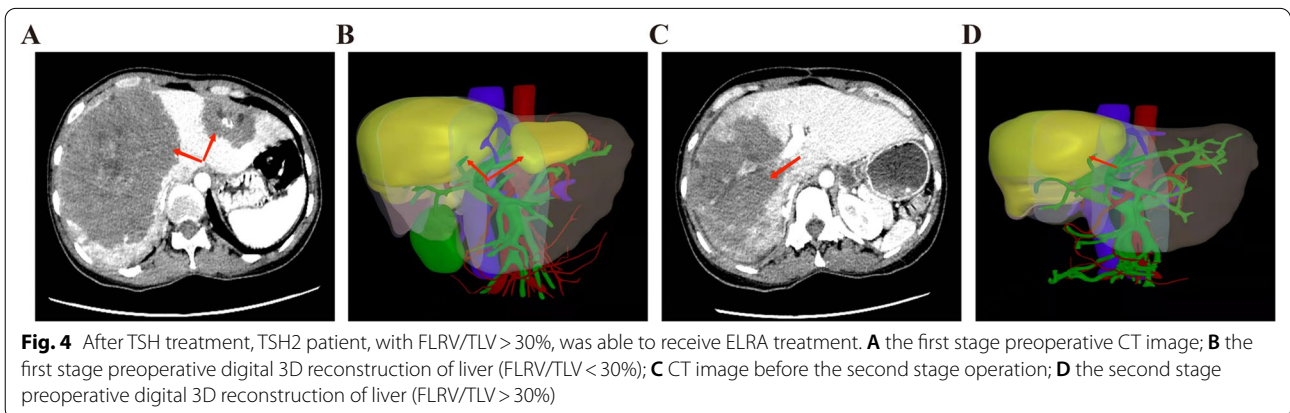 A B C D
Fig. 4 After TSH treatment, TSH2 patient, with FLRV/TLV > 30%, was able to receive ELRA treatment. A the first stage preoperative CT image; B the
first stage preoperative digital 3D reconstruction of liver (FLRV/TLV < 30%); C CT image before the second stage operation; D the second stage
preoperative digital 3D reconstruction of liver (FLRV/TLV > 30%)